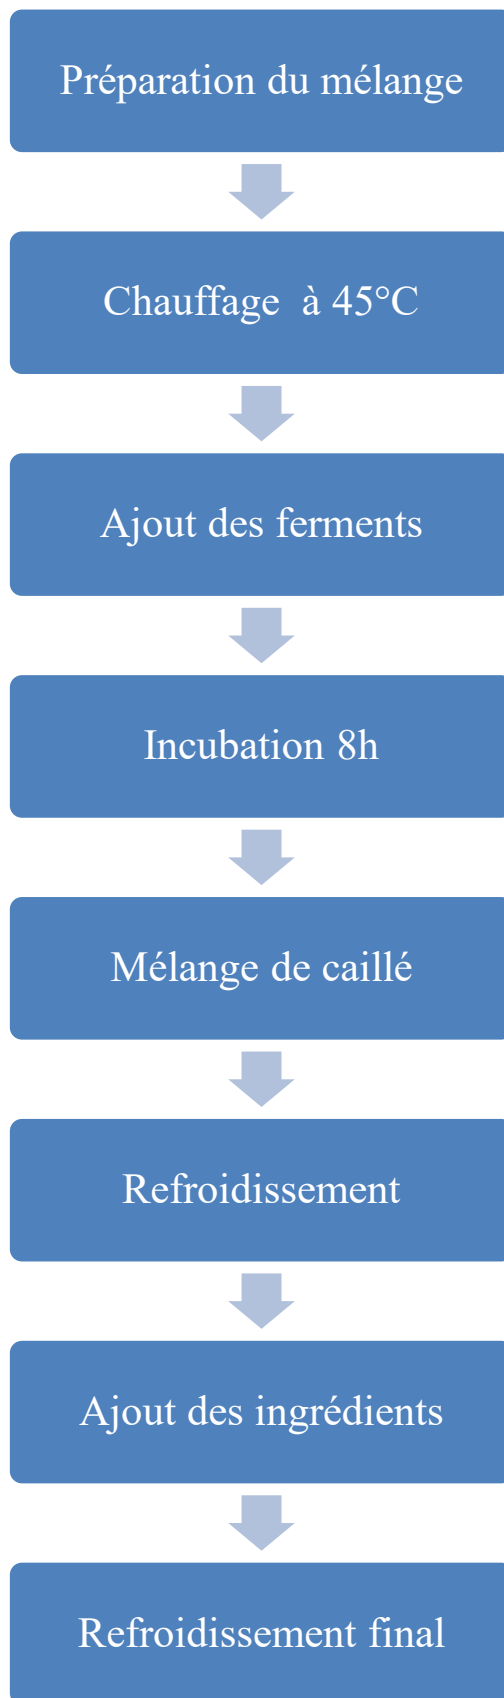 Préparation du mélange
Chauffage  à 45°C
Ajout des ferments
Incubation 8h
Mélange de caillé
Refroidissement
Ajout des ingrédients
Refroidissement final